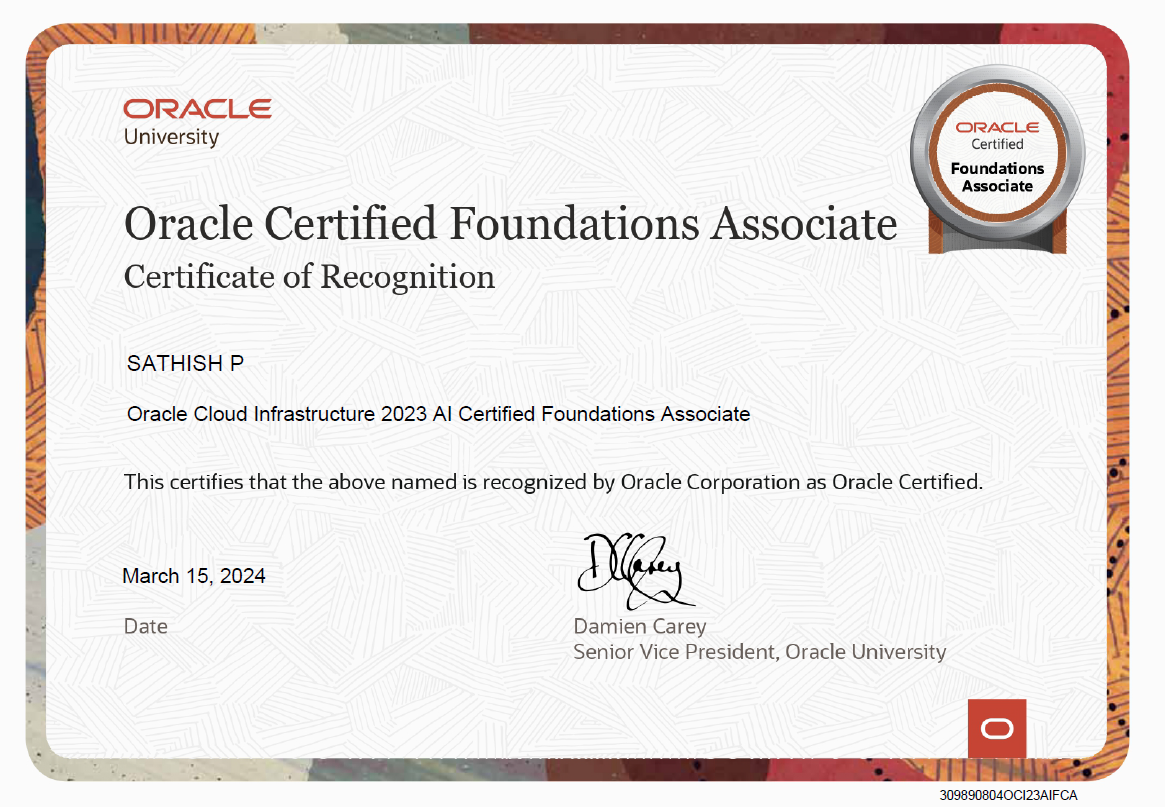 ORACLE
University
ORACLE
Certified
Foundations
Associate
Oracle Certified Foundations Associate
Certificate of Recognition
SATHISH P
Oracle Cloud Infrastructure 2023 AI Certified Foundations Associate
This certifies that the above named is recognized by Oracle Corporation as Oracle Certified.
March 15, 2024
Date
DCarey
Damien Carey
Senior Vice President, Oracle University
309890804OCI23AIFCA